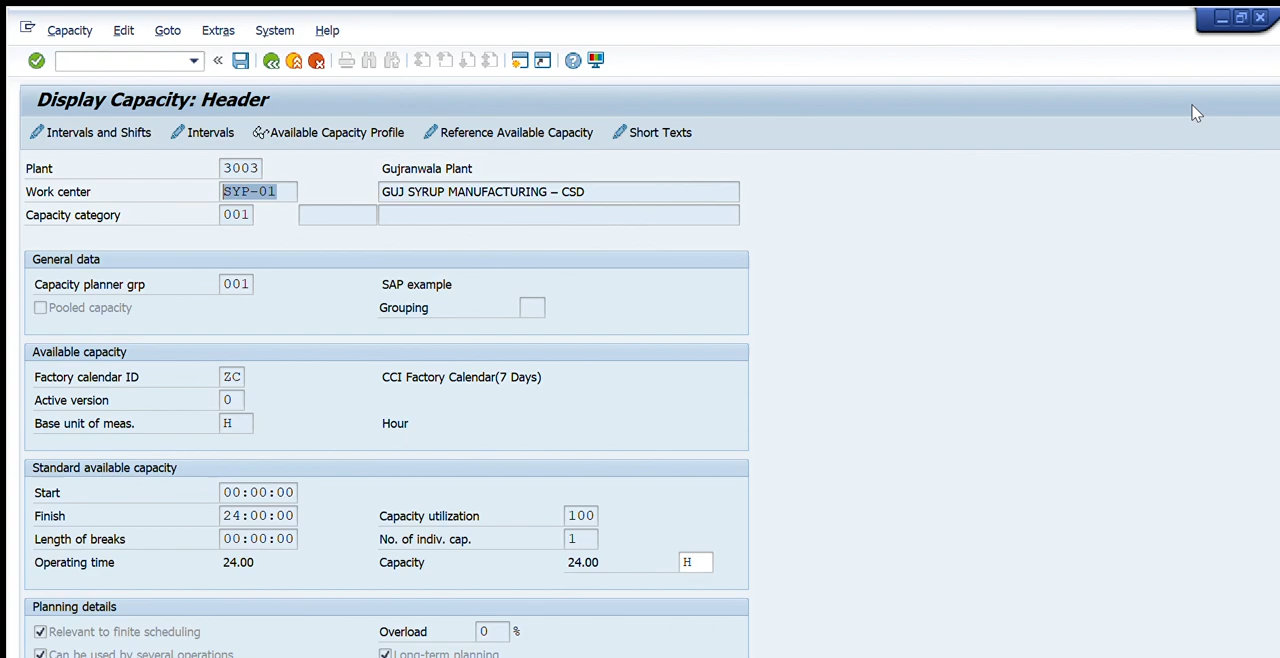 Capacity Edit Goto Extras System Help
«
Display Capacity: Header
Intervals and Shifts Intervals Available Capacity Profile Reference Available Capacity Short Texts
Plant 3003 Gujranwala Plant
Work center SYP-01 GUJ SYRUP MANUFACTURING – CSD
Capacity category 001
General data
Capacity planner grp 001 SAP example
Pooled capacity Grouping
Available capacity
Factory calendar ID ZC CCI Factory Calendar(7 Days)
Active version 0
Base unit of meas. H Hour
Standard available capacity
Start 00:00:00
Finish 24:00:00 Capacity utilization 100
Length of breaks 00:00:00 No. of indiv. cap. 1
Operating time 24.00 Capacity 24.00 H
Planning details
Relevant to finite scheduling Overload 0 %
Can be used by several operations Long-term planning